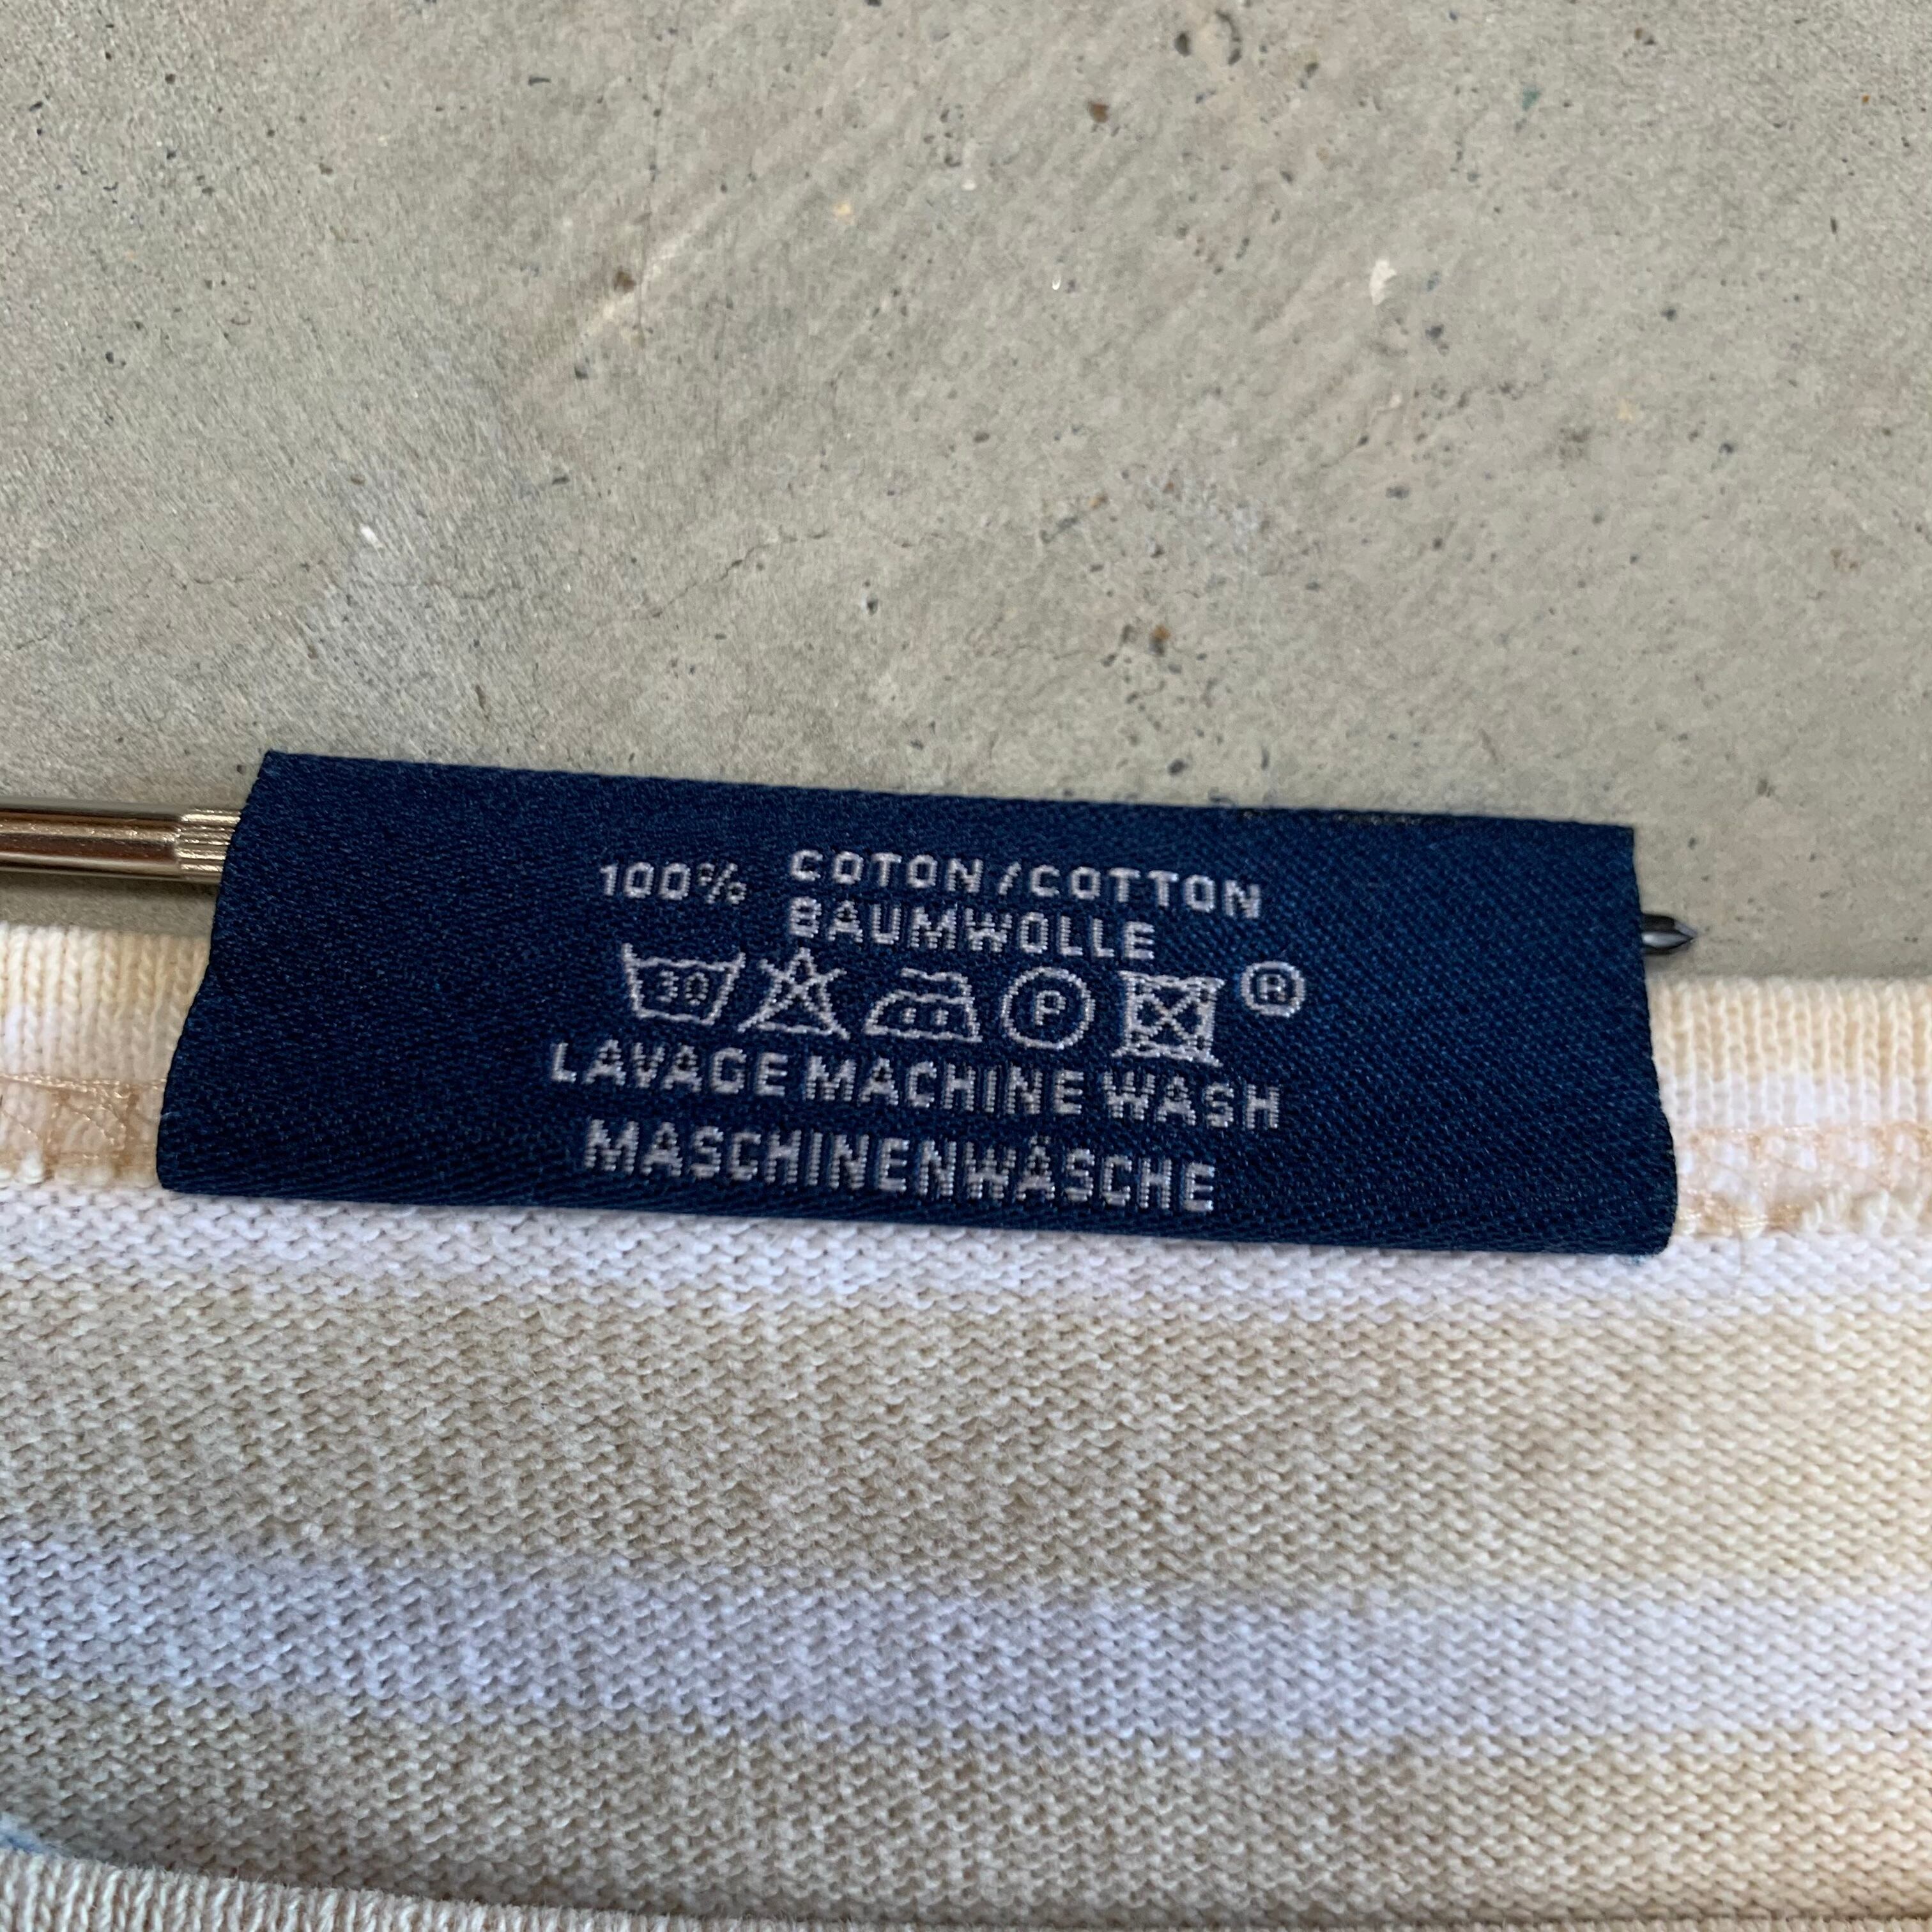 100% COTON/COTTON
BAUMWOLLE
30 P ®
LAVAGE MACHINE WASH
MASCHINENWÄSCHE